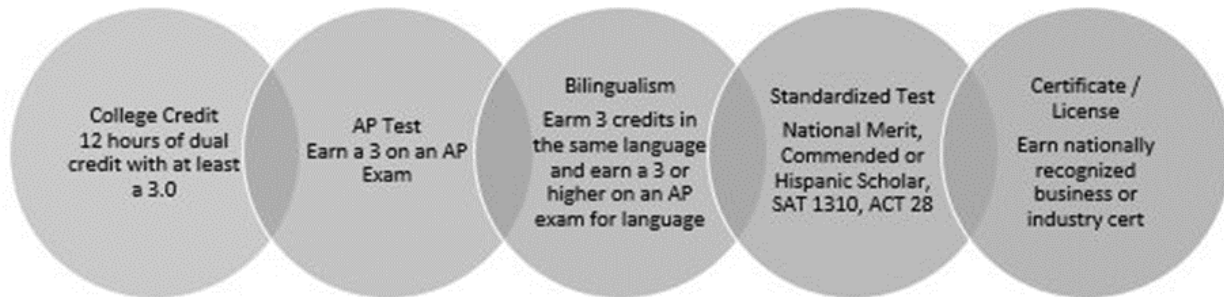 College Credit
12 hours of dual
credit with at least
a 3.0
AP Test
Earn a 3 on an AP
Exam
Bilingualism
Earm 3 credits in
the same language
and earn a 3 or
higher on an AP
exam for language
Standardized Test
National Merit,
Commended or
Hispanic Scholar,
SAT 1310, ACT 28
Certificate /
License
Earn nationally
recognized
business or
industry cert